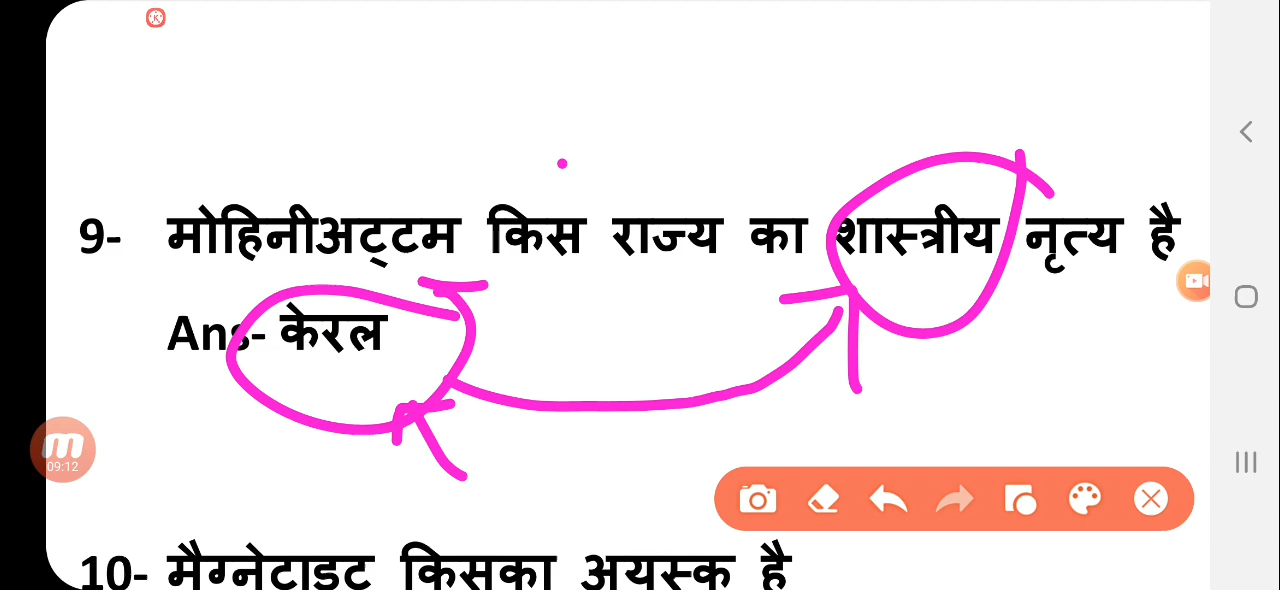 9- मोहिनीअट्टम किस राज्य का शास्त्रीय नृत्य है
Ans- केरल
09:12
10- मैग्नेटाइट किसका अयस्क है